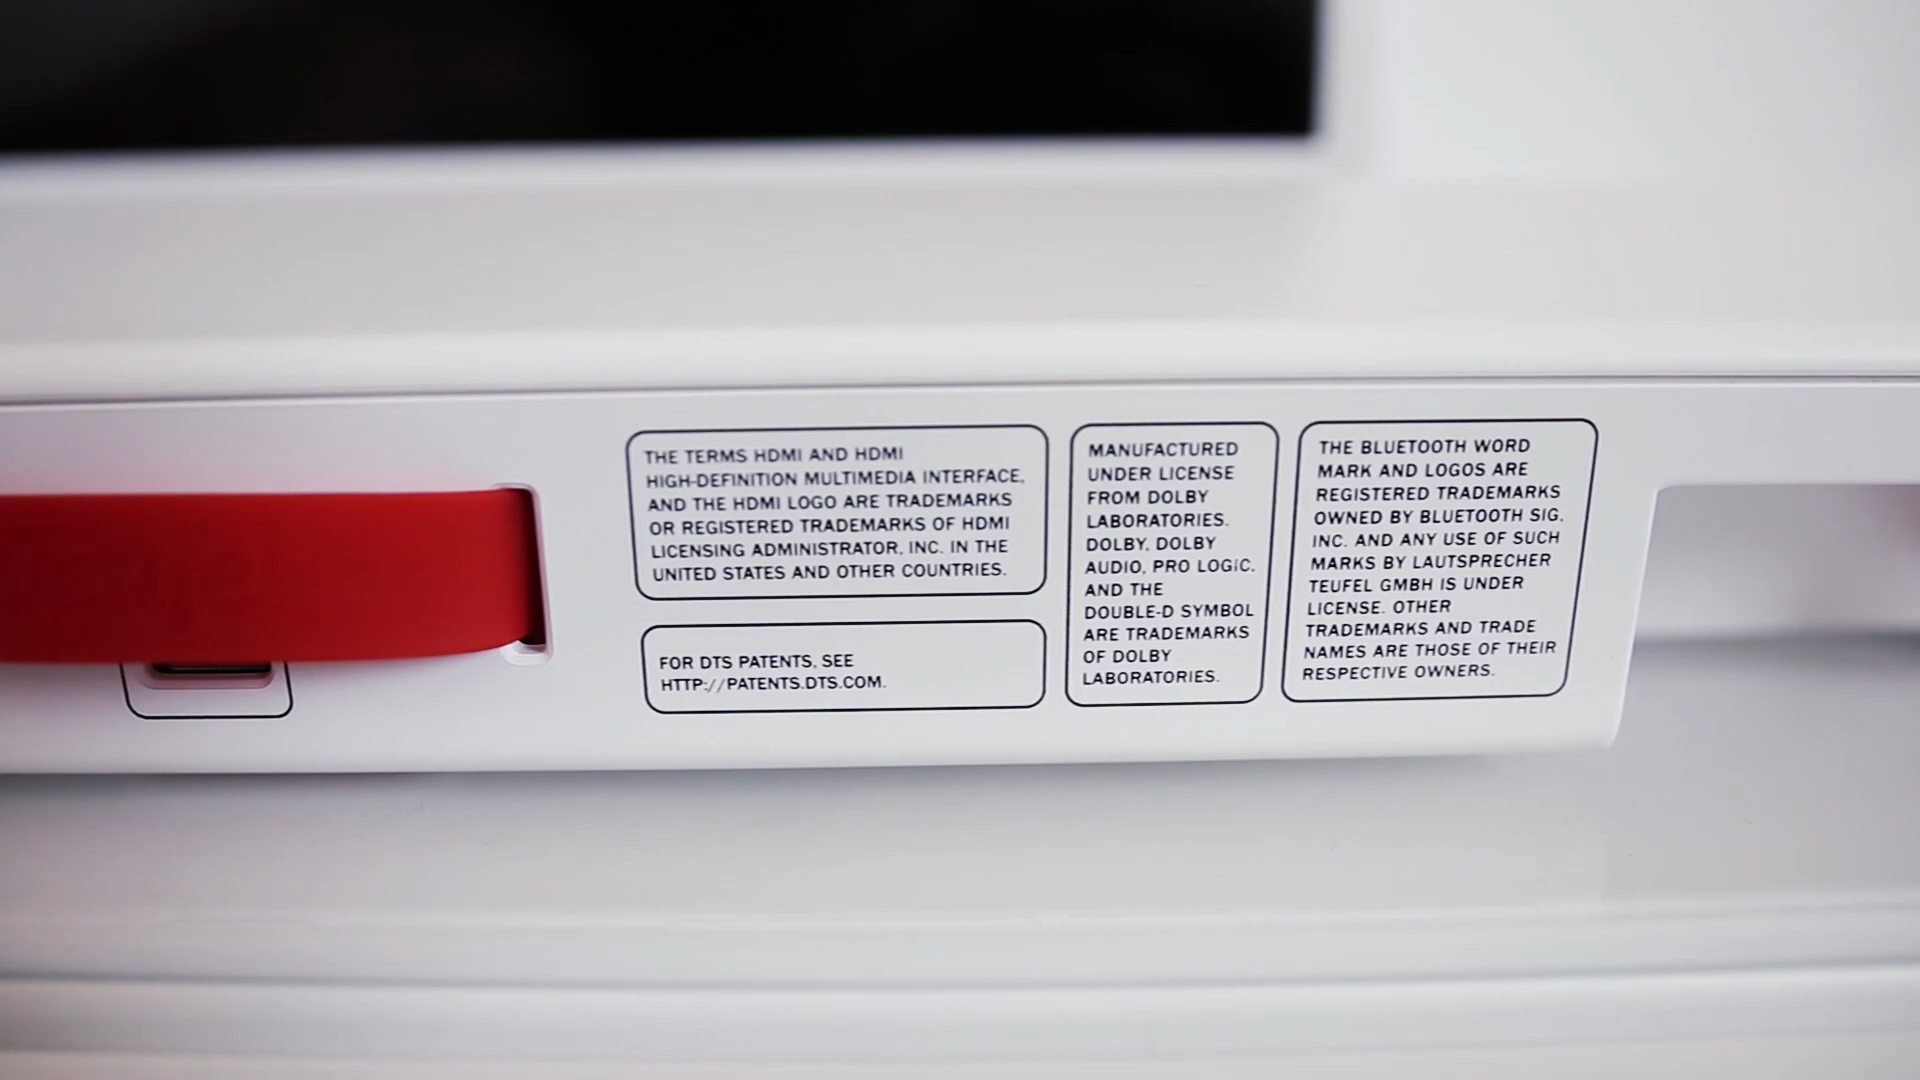 THE TERMS HDMI AND HDMI
HIGH-DEFINITION MULTIMEDIA INTERFACE,
AND THE HDMI LOGO ARE TRADEMARKS
OR REGISTERED TRADEMARKS OF HDMI
LICENSING ADMINISTRATOR, INC. IN THE
UNITED STATES AND OTHER COUNTRIES.
FOR DTS PATENTS, SEE
HTTP://PATENTS.DTS.COM.
MANUFACTURED
UNDER LICENSE
FROM DOLBY
LABORATORIES.
DOLBY, DOLBY
AUDIO, PRO LOGIC,
AND THE
DOUBLE-D SYMBOL
ARE TRADEMARKS
OF DOLBY
LABORATORIES.
THE BLUETOOTH WORD
MARK AND LOGOS ARE
REGISTERED TRADEMARKS
OWNED BY BLUETOOTH SIG,
INC. AND ANY USE OF SUCH
MARKS BY LAUTSPRECHER
TEUFEL GMBH IS UNDER
LICENSE. OTHER
TRADEMARKS AND TRADE
NAMES ARE THOSE OF THEIR
RESPECTIVE OWNERS.